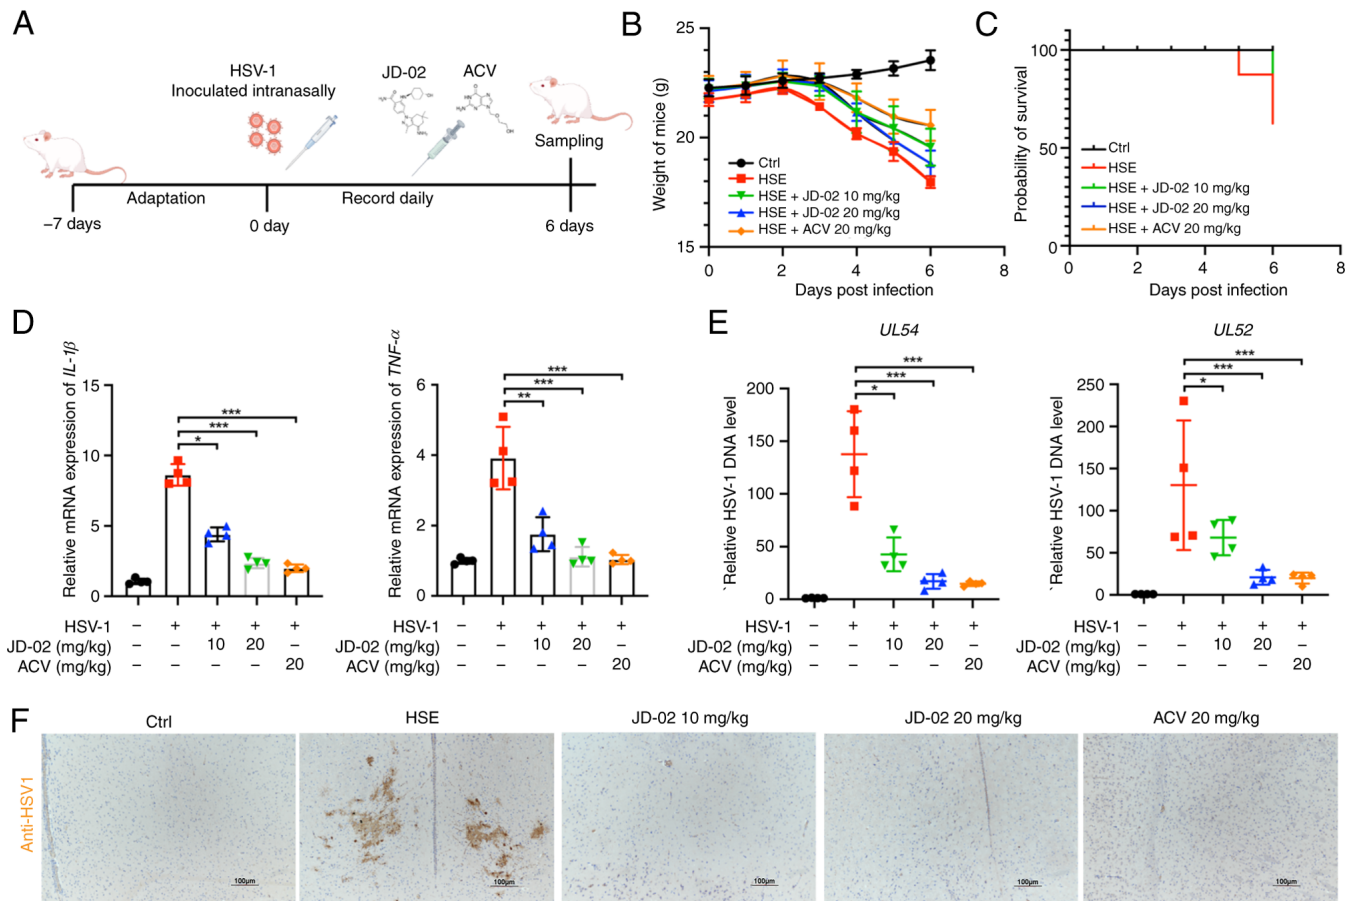 A
HSV-1
Inoculated intranasally
JD-02
ACV
Sampling
Adaptation
Record daily
–7 days
0 day
6 days
B
Weight of mice (g)
25
20
15
0
2
4
6
8
Days post infection
Ctrl
HSE
HSE + JD-02 10 mg/kg
HSE + JD-02 20 mg/kg
HSE + ACV 20 mg/kg
C
Probability of survival
100
50
0
0
2
4
6
8
Days post infection
Ctrl
HSE
HSE + JD-02 10 mg/kg
HSE + JD-02 20 mg/kg
HSE + ACV 20 mg/kg
D
Relative mRNA expression of IL-1β
15
10
5
0
***
***
*
HSV-1 – + + + +
JD-02 (mg/kg) – – 10 20 –
ACV (mg/kg) – – – – 20
Relative mRNA expression of TNF-α
6
4
2
0
***
***
**
HSV-1 – + + + +
JD-02 (mg/kg) – – 10 20 –
ACV (mg/kg) – – – – 20
E
UL54
`Relative HSV-1 DNA level
200
150
100
50
0
***
***
*
HSV-1 – + + + +
JD-02 (mg/kg) – – 10 20 –
ACV (mg/kg) – – – – 20
UL52
`Relative HSV-1 DNA level
250
200
150
100
50
0
***
***
*
HSV-1 – + + + +
JD-02 (mg/kg) – – 10 20 –
ACV (mg/kg) – – – – 20
F
Ctrl
HSE
JD-02 10 mg/kg
JD-02 20 mg/kg
ACV 20 mg/kg
Anti-HSV1
100μm
100μm
100μm
100μm
100μm